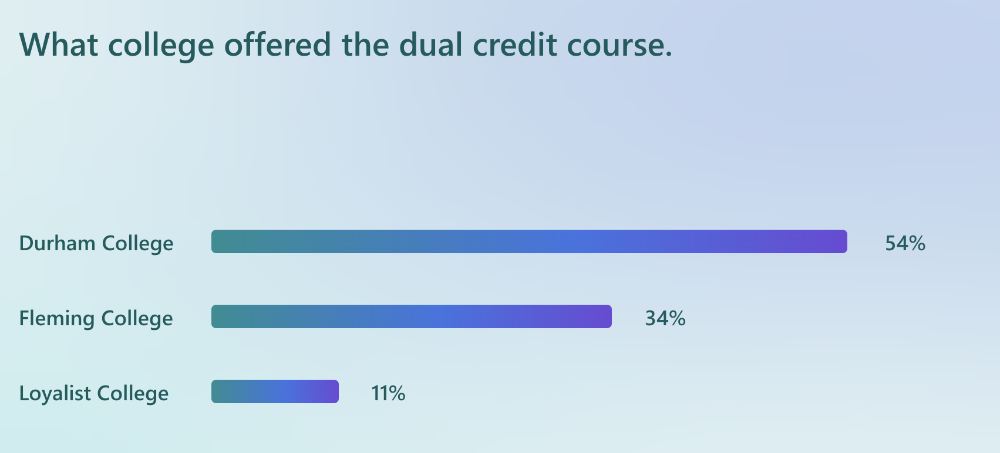 What college offered the dual credit course.
Durham College 54%
Fleming College 34%
Loyalist College 11%